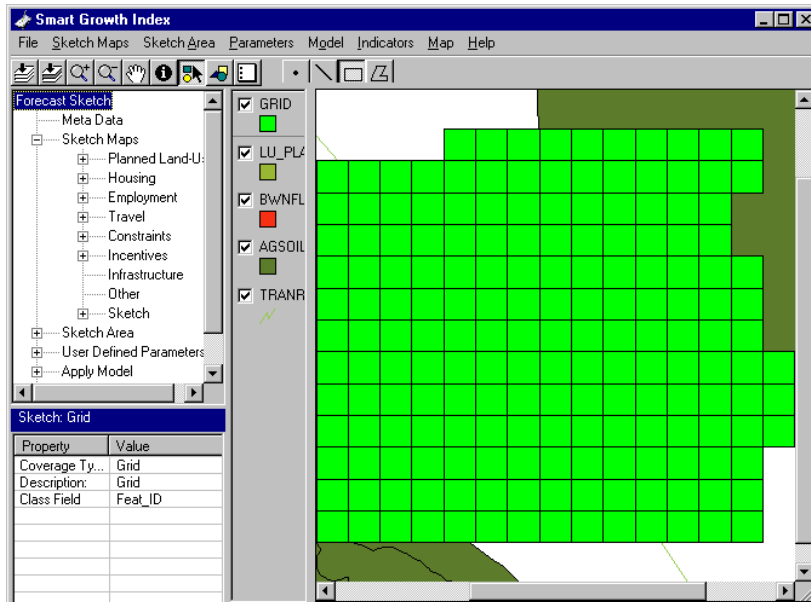 Smart Growth Index
File Sketch Maps Sketch Area Parameters Model Indicators Map Help
Forecast Sketch
Meta Data
Sketch Maps
Planned Land-U
Housing
Employment
Travel
Constraints
Incentives
Infrastructure
Other
Sketch
Sketch Area
User Defined Parameters
Apply Model
GRID
LU_PLA
BWNFL
AGSOIL
TRANR
Sketch: Grid
Property Value
Coverage Ty... Grid
Description: Grid
Class Field Feat_ID